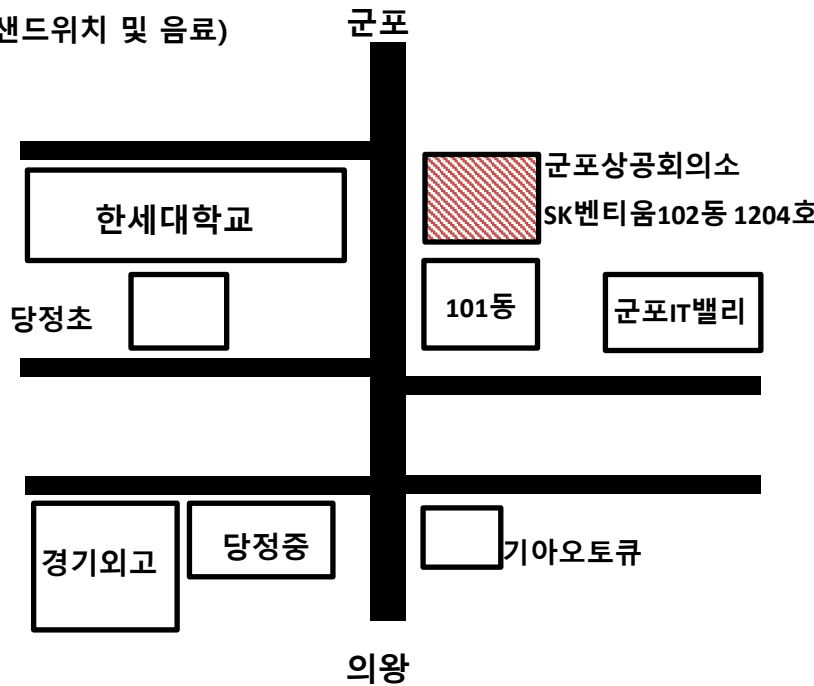 샌드위치 및 음료)
군포
군포상공회의소
한세대학교
SK벤티움102동 1204호
당정초
101동
군포IT밸리
경기외고
당정중
기아오토큐
의왕